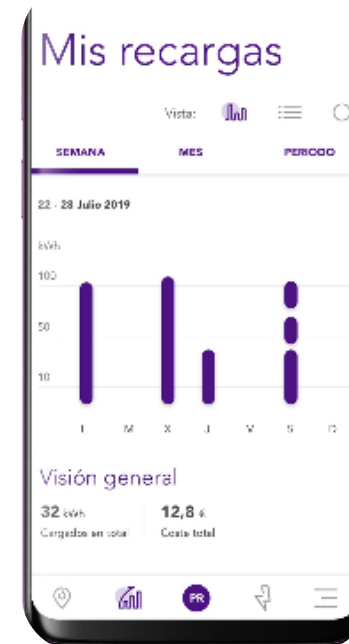 Mis recargas
Vista:
SEMANA MES PERIODO
22 - 28 Julio 2019
kWh
100
50
10
M X J V S D
Visión general
32 kWh 12,8 €
Cargados en total Coste total
PR